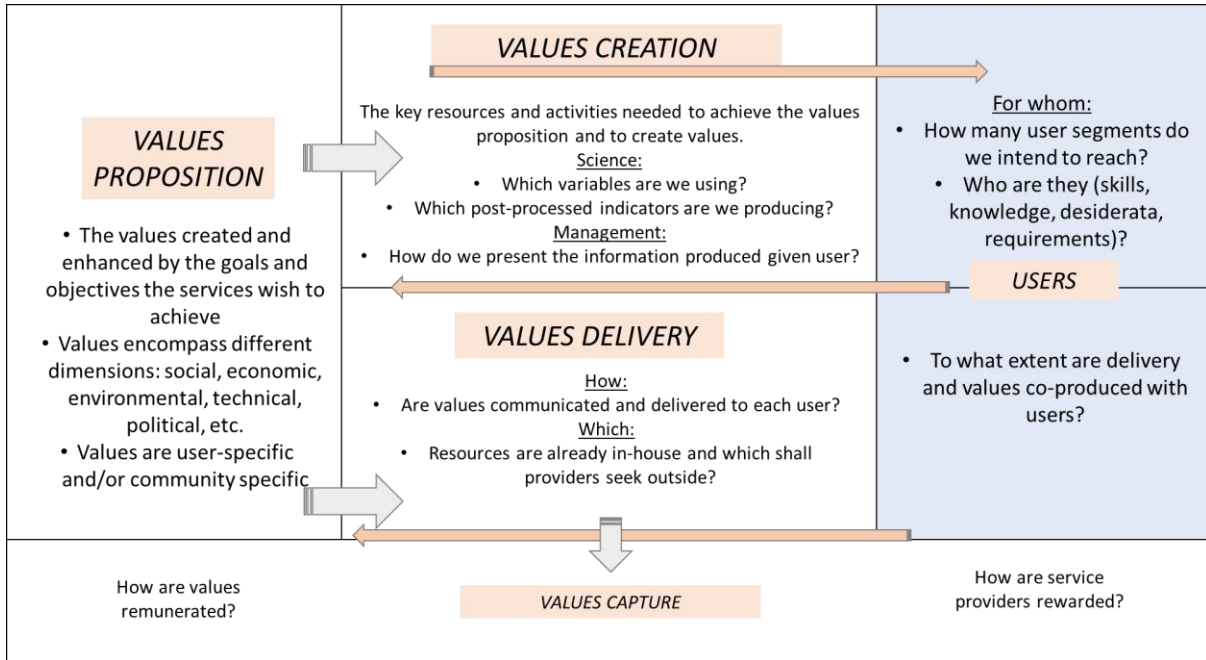 VALUES
PROPOSITION
• The values created and
enhanced by the goals and
objectives the services wish to
achieve
• Values encompass different
dimensions: social, economic,
environmental, technical,
political, etc.
• Values are user-specific
and/or community specific
VALUES CREATION
The key resources and activities needed to achieve the values
proposition and to create values.
Science:
• Which variables are we using?
• Which post-processed indicators are we producing?
Management:
• How do we present the information produced given user?
For whom:
• How many user segments do
we intend to reach?
• Who are they (skills,
knowledge, desiderata,
requirements)?
USERS
VALUES DELIVERY
How:
• Are values communicated and delivered to each user?
Which:
• Resources are already in-house and which shall
providers seek outside?
• To what extent are delivery
and values co-produced with
users?
How are values
remunerated?
VALUES CAPTURE
How are service
providers rewarded?